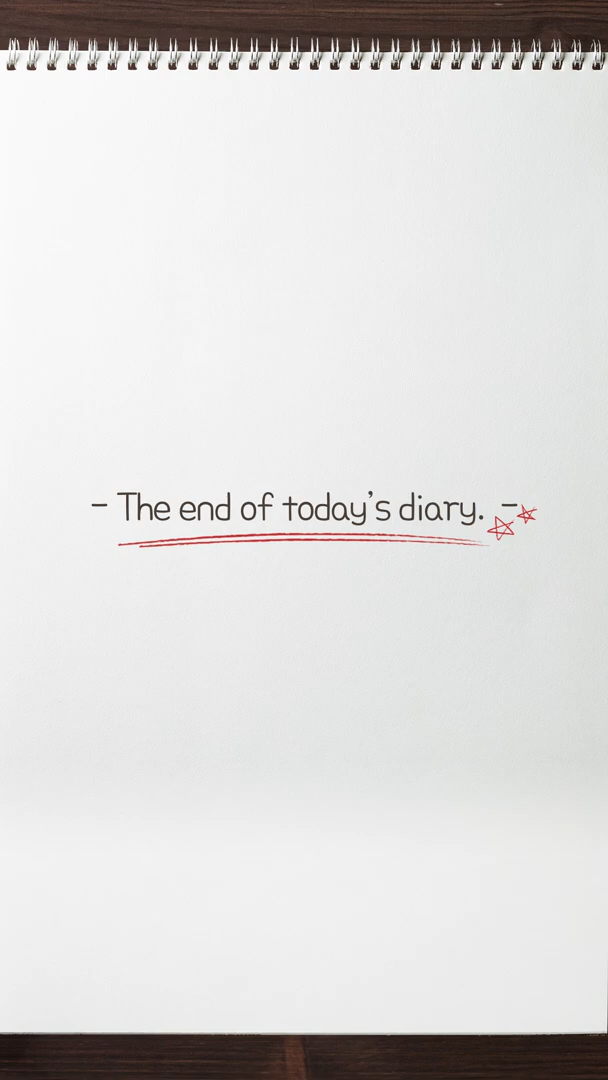 - The end of today's diary. -